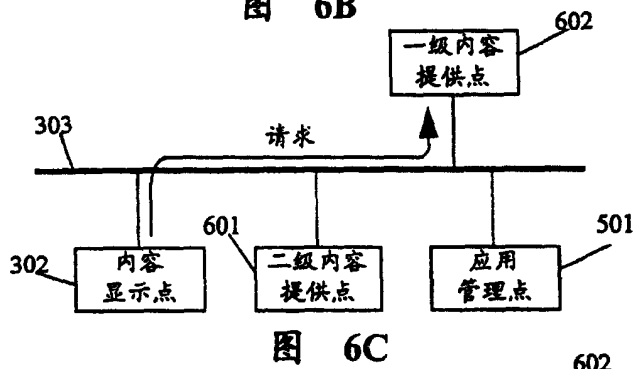 图 6B
602
一级内容
提供点
303
请求
601
501
302
内容
显示点
二级内容
提供点
应用
管理点
图 6C
602